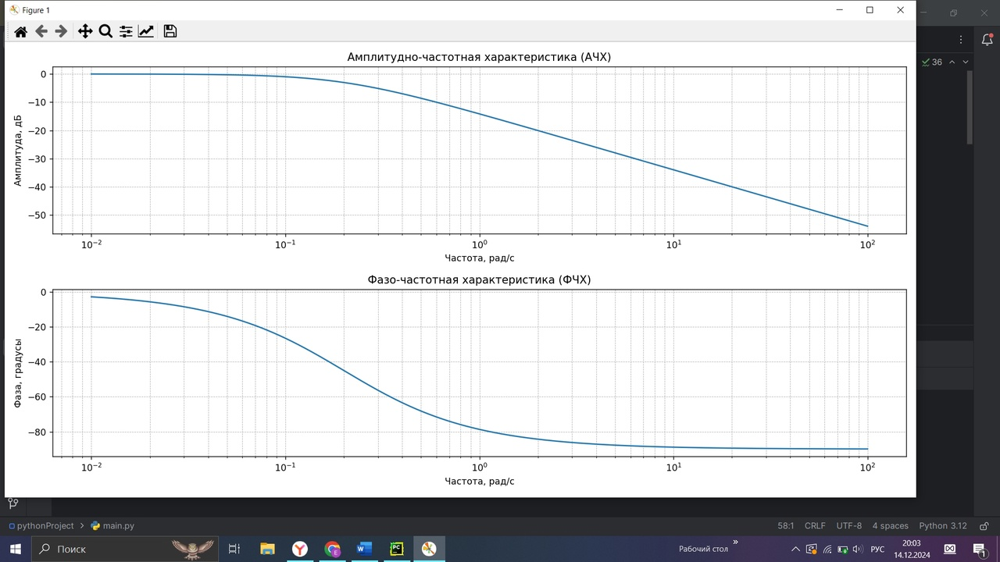 Figure 1
36
Амплитудно-частотная характеристика (АЧХ)
Амплитуда, дБ
0
−10
−20
−30
−40
−50
10⁻² 10⁻¹ 10⁰ 10¹ 10²
Частота, рад/с
Фазо-частотная характеристика (ФЧХ)
Фаза, градусы
0
−20
−40
−60
−80
10⁻² 10⁻¹ 10⁰ 10¹ 10²
Частота, рад/с
pythonProject > main.py 58:1 CRLF UTF-8 4 spaces Python 3.12
Поиск PC Рабочий стол » РУС 20:03
14.12.2024 1